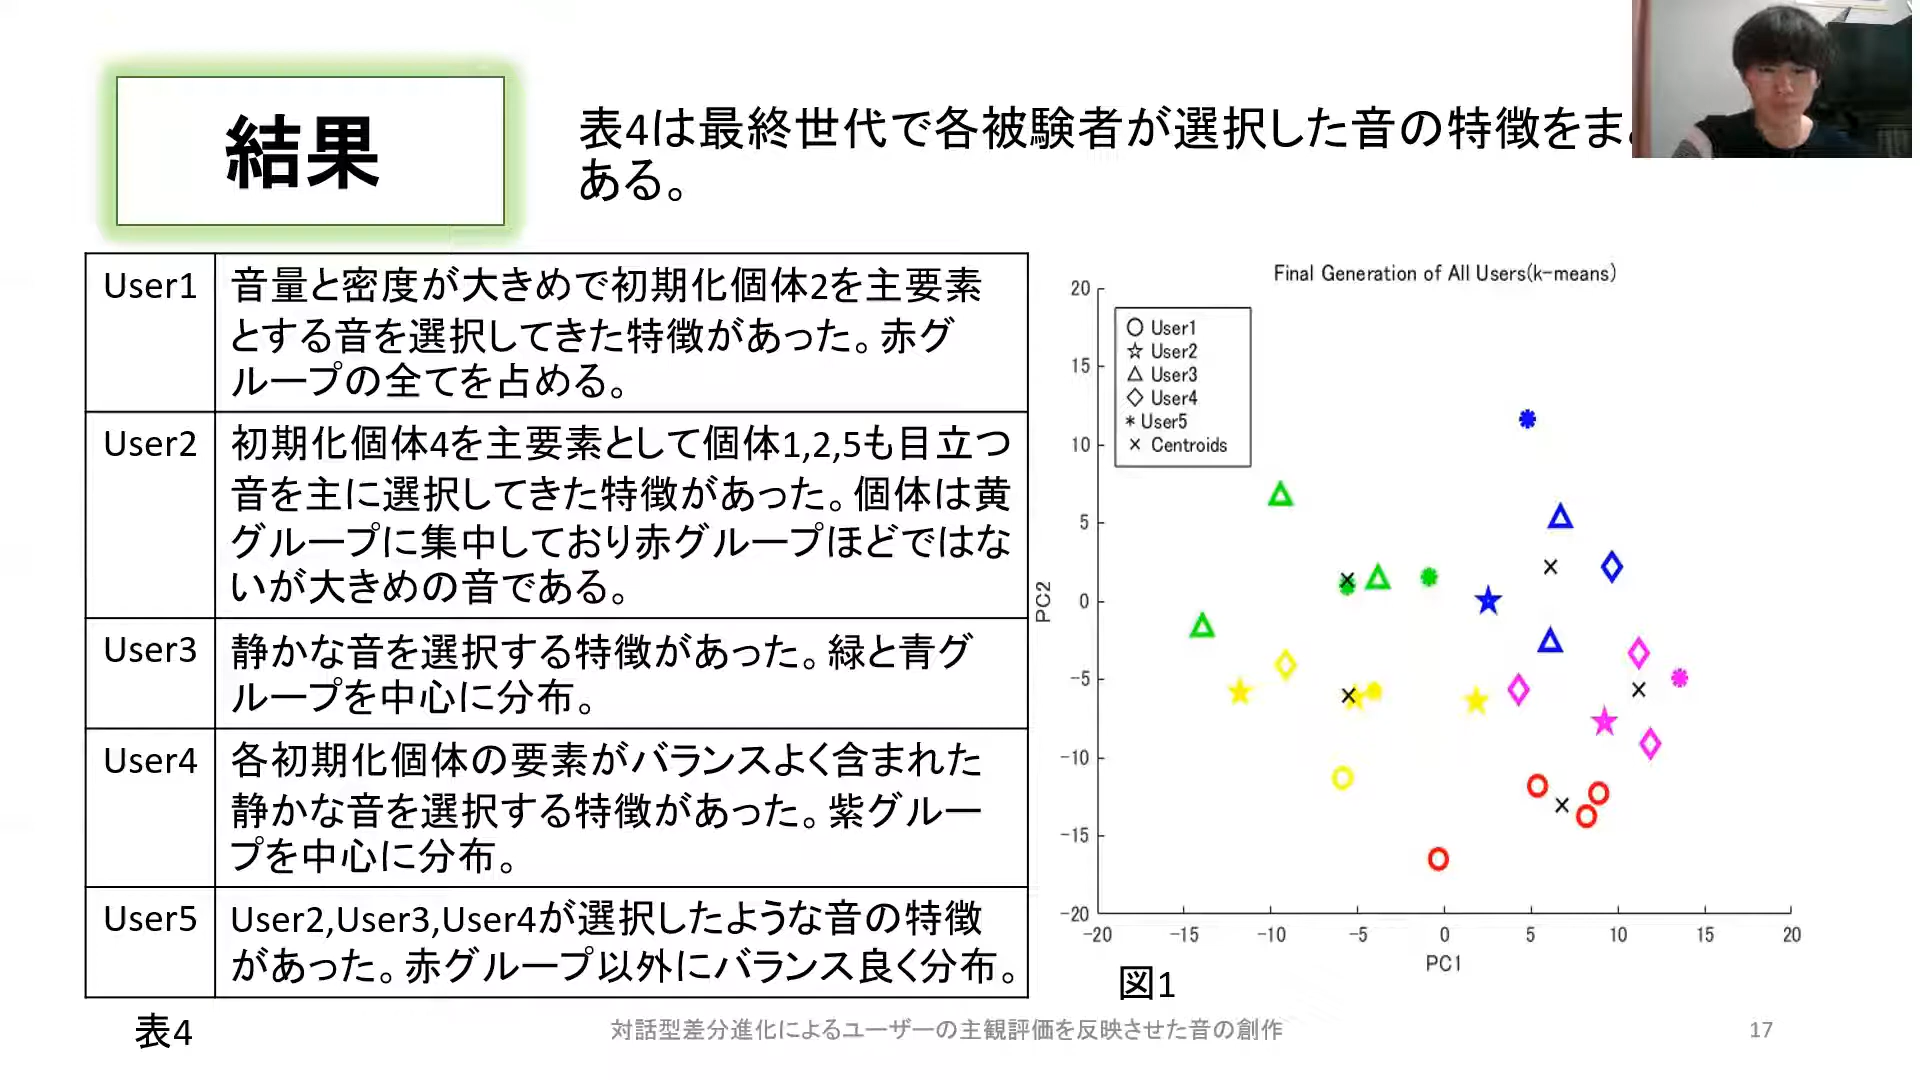 結果
表4は最終世代で各被験者が選択した音の特徴をま
ある。
User1
音量と密度が大きめで初期化個体2を主要素
とする音を選択してきた特徴があった。赤グ
ループの全てを占める。
User2
初期化個体4を主要素として個体1,2,5も目立つ
音を主に選択してきた特徴があった。個体は黄
グループに集中しており赤グループほどではな
いが大きめの音である。
User3
静かな音を選択する特徴があった。緑と青グ
ループを中心に分布。
User4
各初期化個体の要素がバランスよく含まれた
静かな音を選択する特徴があった。紫グルー
プを中心に分布。
User5
User2,User3,User4が選択したような音の特徴
があった。赤グループ以外にバランス良く分布。
表4
Final Generation of All Users(k-means)
User1
User2
User3
User4
User5
Centroids
20
15
10
5
0
-5
-10
-15
-20
PC2
-20 -15 -10 -5 0 5 10 15 20
PC1
図1
対話型差分進化によるユーザーの主観評価を反映させた音の創作
17